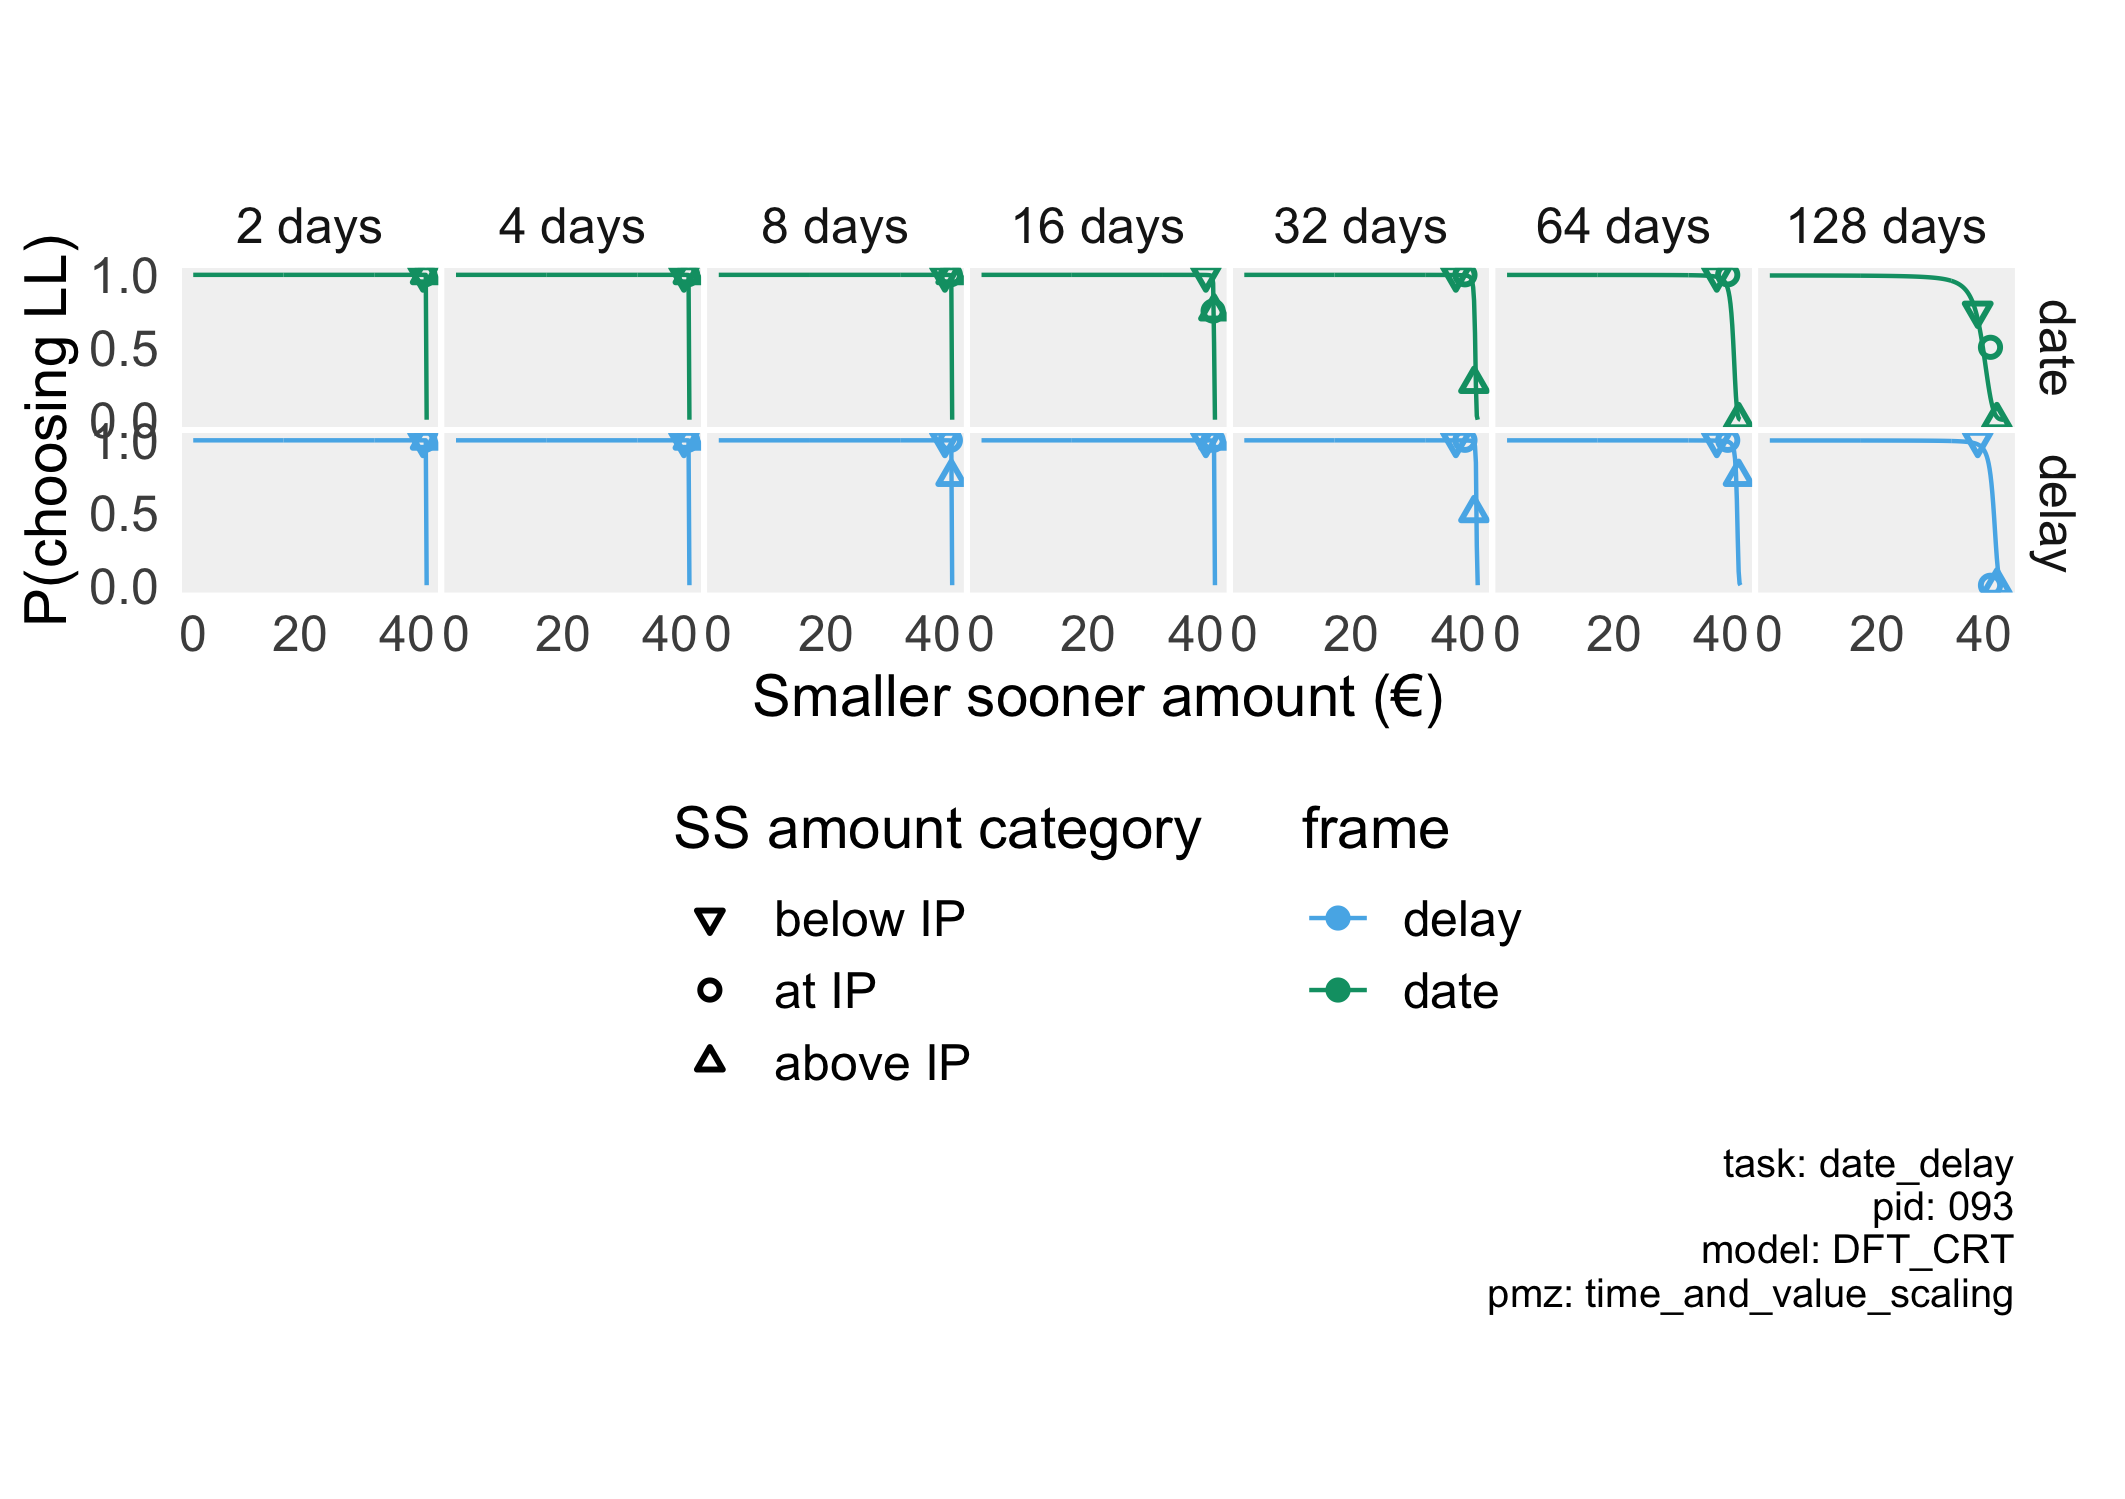 2 days 4 days 8 days 16 days 32 days 64 days 128 days
P(choosing LL)
1.0
0.5
0.0
date
1.0
0.5
0.0
delay
0 20 40 0 20 40 0 20 40 0 20 40 0 20 40 0 20 40 0 20 40
Smaller sooner amount (€)
SS amount category
below IP
at IP
above IP
frame
delay
date
task: date_delay
pid: 093
model: DFT_CRT
pmz: time_and_value_scaling